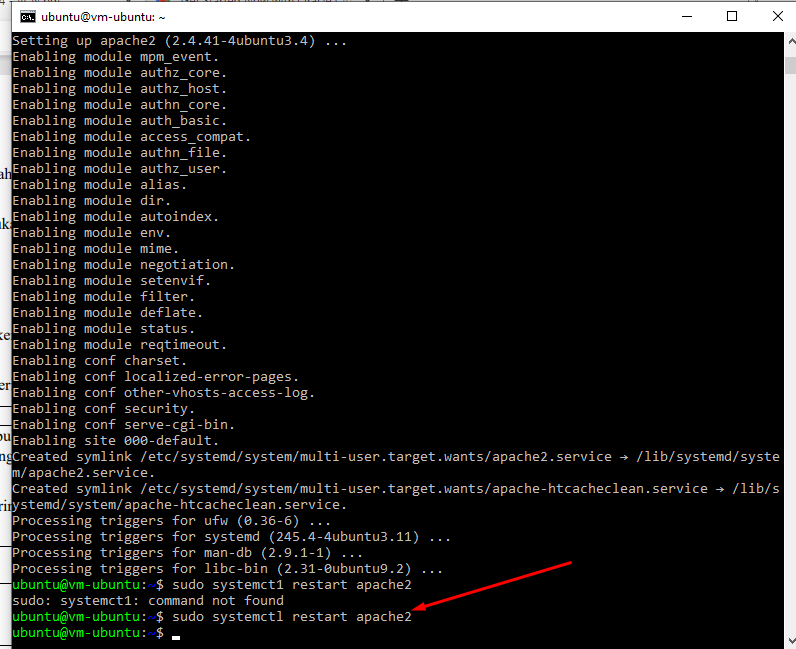 ubuntu@vm-ubuntu: ~
Setting up apache2 (2.4.41-4ubuntu3.4) ...
Enabling module mpm_event.
Enabling module authz_core.
Enabling module authz_host.
Enabling module authn_core.
Enabling module auth_basic.
Enabling module access_compat.
Enabling module authn_file.
Enabling module authz_user.
Enabling module alias.
Enabling module dir.
Enabling module autoindex.
Enabling module env.
Enabling module mime.
Enabling module negotiation.
Enabling module setenvif.
Enabling module filter.
Enabling module deflate.
Enabling module status.
Enabling module reqtimeout.
Enabling conf charset.
Enabling conf localized-error-pages.
Enabling conf other-vhosts-access-log.
Enabling conf security.
Enabling conf serve-cgi-bin.
Enabling site 000-default.
Created symlink /etc/systemd/system/multi-user.target.wants/apache2.service → /lib/systemd/syste
m/apache2.service.
Created symlink /etc/systemd/system/multi-user.target.wants/apache-htcacheclean.service → /lib/s
ystemd/system/apache-htcacheclean.service.
Processing triggers for ufw (0.36-6) ...
Processing triggers for systemd (245.4-4ubuntu3.11) ...
Processing triggers for man-db (2.9.1-1) ...
Processing triggers for libc-bin (2.31-0ubuntu9.2) ...
ubuntu@vm-ubuntu:~$ sudo systemct1 restart apache2
sudo: systemct1: command not found
ubuntu@vm-ubuntu:~$ sudo systemctl restart apache2
ubuntu@vm-ubuntu:~$